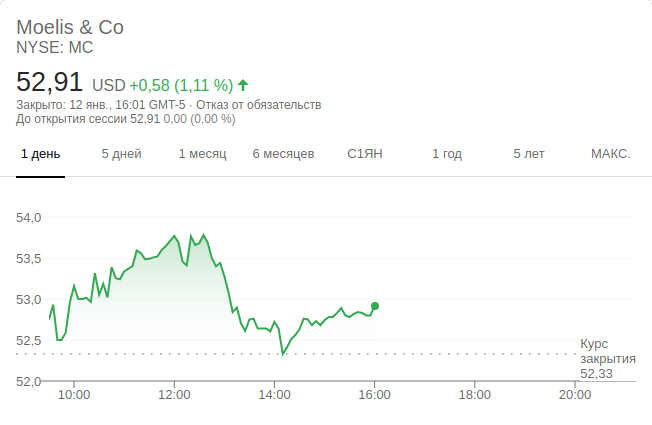 Moelis & Co
NYSE: MC
52,91 USD +0,58 (1,11 %)
Закрыто: 12 янв., 16:01 GMT-5 · Отказ от обязательств
До открытия сессии 52,91 0,00 (0,00 %)
1 день 5 дней 1 месяц 6 месяцев С1ЯН 1 год 5 лет МАКС.
54,0
53,5
53,0
52,5
52,0
Курс
закрытия
52,33
10:00 12:00 14:00 16:00 18:00 20:00